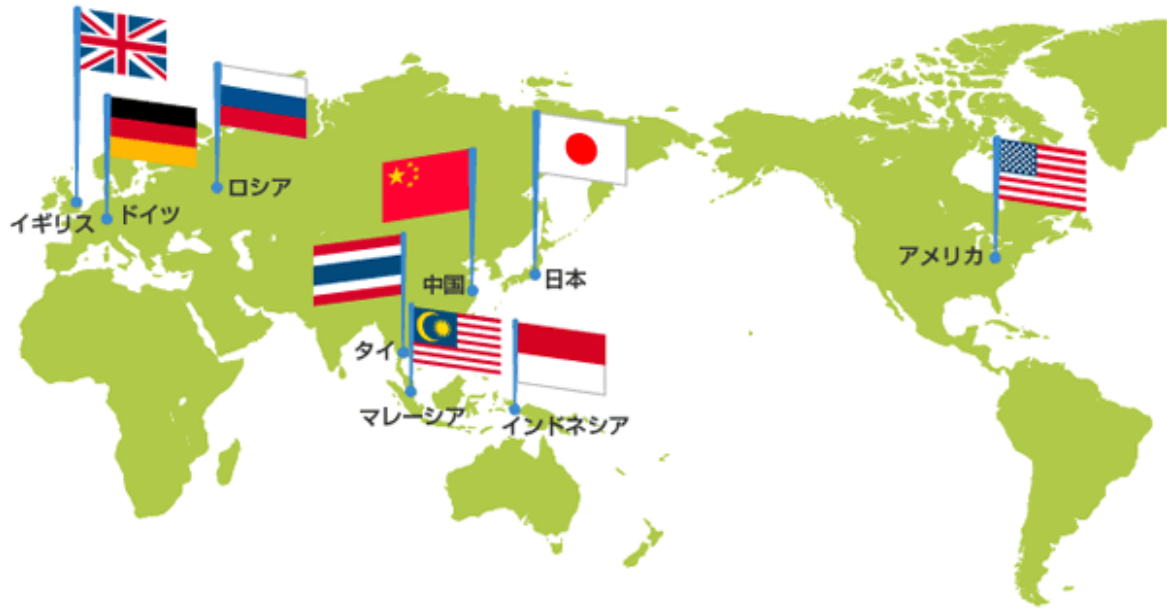 イギリス
ドイツ
ロシア
中国
日本
アメリカ
タイ
マレーシア
インドネシア